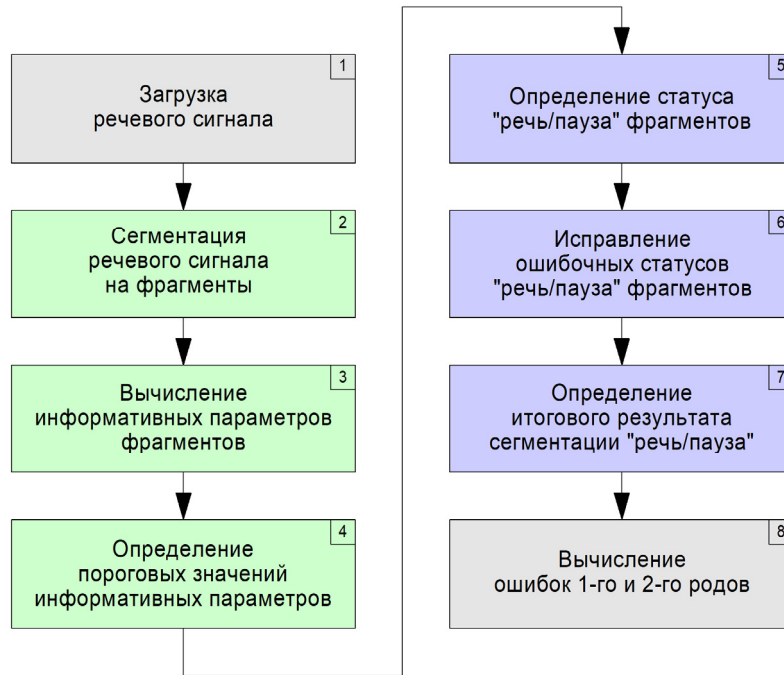 1
Загрузка
речевого сигнала
2
Сегментация
речевого сигнала
на фрагменты
3
Вычисление
информативных параметров
фрагментов
4
Определение
пороговых значений
информативных параметров
5
Определение статуса
"речь/пауза" фрагментов
6
Исправление
ошибочных статусов
"речь/пауза" фрагментов
7
Определение
итогового результата
сегментации "речь/пауза"
8
Вычисление
ошибок 1-го и 2-го родов